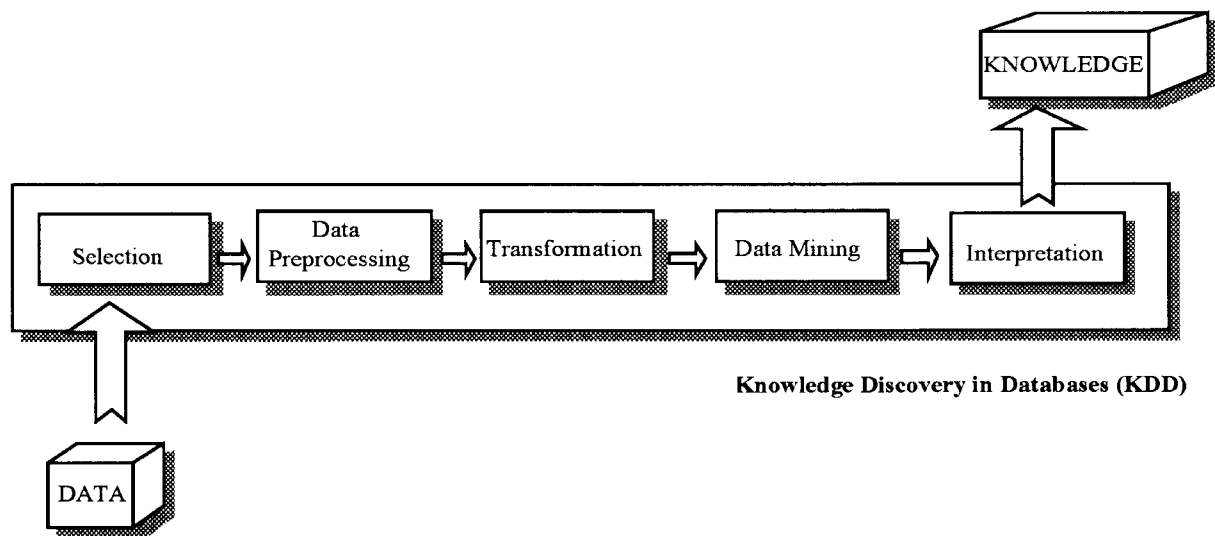 KNOWLEDGE
Selection
Data
Preprocessing
Transformation
Data Mining
Interpretation
Knowledge Discovery in Databases (KDD)
DATA